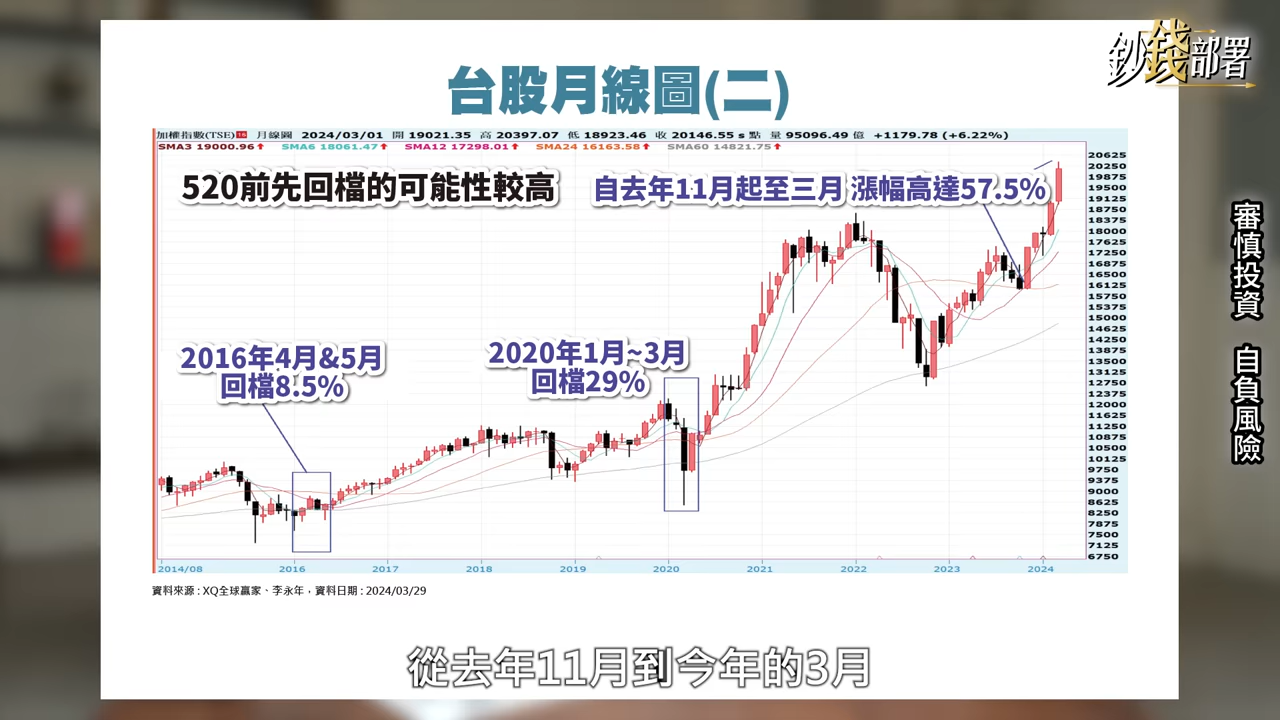 鈔錢部署
台股月線圖(二)
加權指數(TSE) 16 月線圖 2024/03/01 開 19021.35 高 20397.07 低 18923.46 收 20146.55 s 點 量 95096.49 億 +1179.78 (+6.22%)
SMA3 19000.96 SMA6 18061.47 SMA12 17298.01 SMA24 16163.58 SMA60 14821.75
520前先回檔的可能性較高
自去年11月起至三月 漲幅高達57.5%
2016年4月&5月
回檔8.5%
2020年1月~3月
回檔29%
20625
20250
19875
19500
19125
18750
18375
18000
17625
17250
16875
16500
16125
15750
15375
15000
14625
14250
13875
13500
13125
12750
12375
12000
11625
11250
10875
10500
10125
9750
9375
9000
8625
8250
7875
7500
7125
6750
2014/08 2016 2017 2018 2019 2020 2021 2022 2023 2024
資料來源 : XQ全球贏家、李永年，資料日期 : 2024/03/29
審慎投資 自負風險
從去年11月到今年的3月